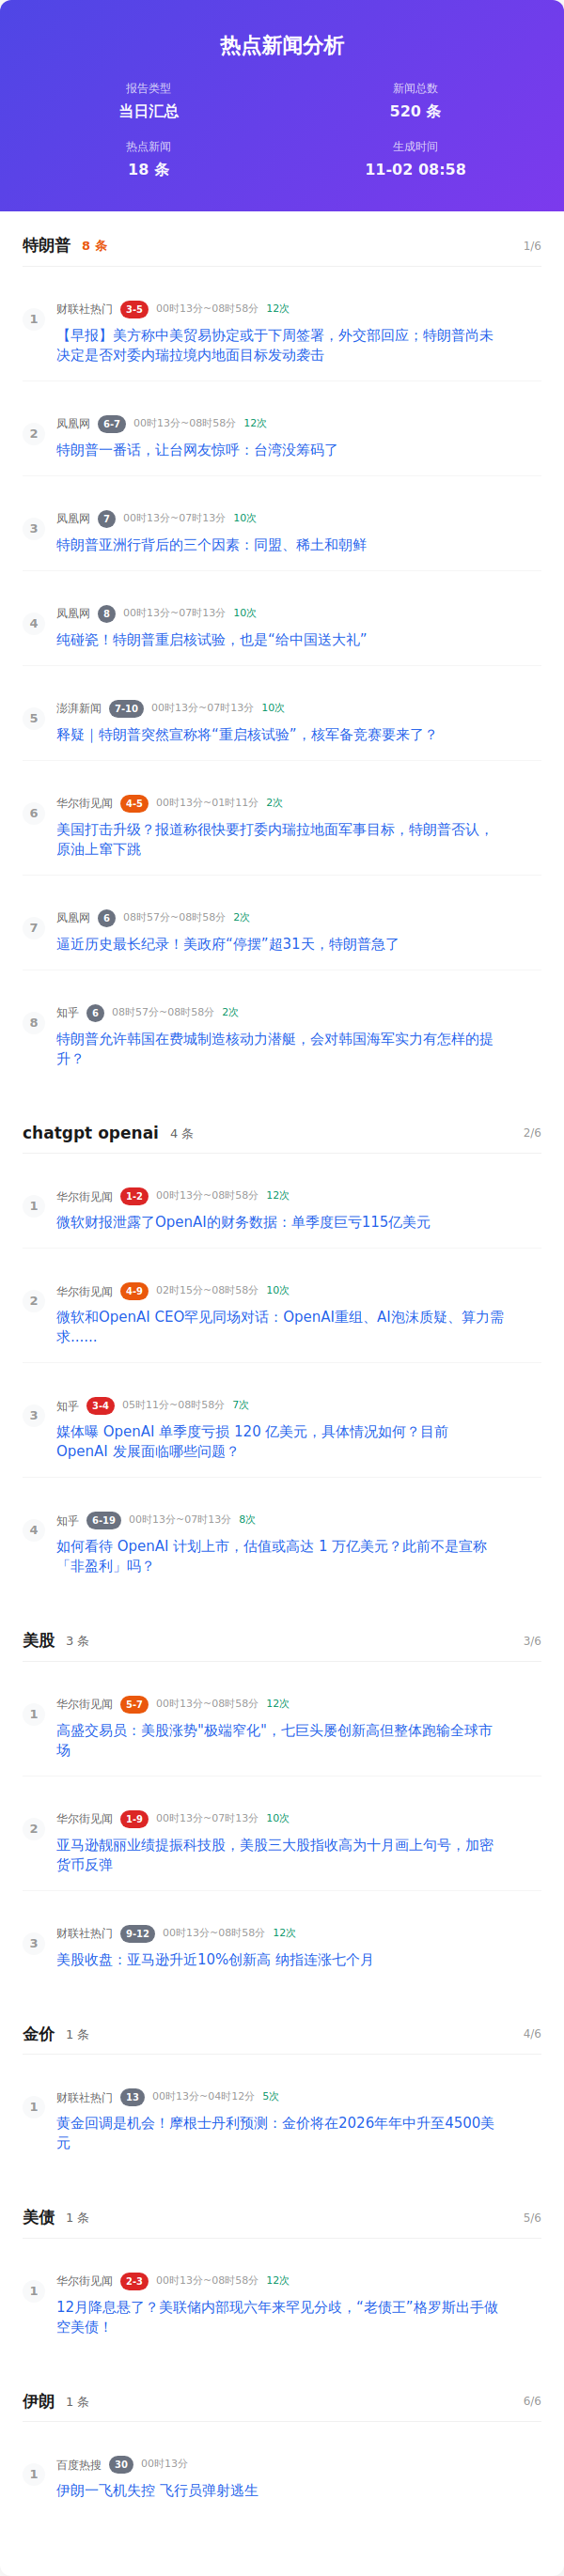 热点新闻分析
报告类型
新闻总数
当日汇总
520 条
热点新闻
生成时间
18 条
11-02 08:58
特朗普 8 条 1/6
1
财联社热门 3-5 00时13分~08时58分 12次
【早报】美方称中美贸易协定或于下周签署，外交部回应；特朗普尚未
决定是否对委内瑞拉境内地面目标发动袭击
2
凤凰网 6-7 00时13分~08时58分 12次
特朗普一番话，让台网友惊呼：台湾没筹码了
3
凤凰网 7 00时13分~07时13分 10次
特朗普亚洲行背后的三个因素：同盟、稀土和朝鲜
4
凤凰网 8 00时13分~07时13分 10次
纯碰瓷！特朗普重启核试验，也是“给中国送大礼”
5
澎湃新闻 7-10 00时13分~07时13分 10次
释疑｜特朗普突然宣称将“重启核试验”，核军备竞赛要来了？
6
华尔街见闻 4-5 00时13分~01时11分 2次
美国打击升级？报道称很快要打委内瑞拉地面军事目标，特朗普否认，
原油上窜下跳
7
凤凰网 6 08时57分~08时58分 2次
逼近历史最长纪录！美政府“停摆”超31天，特朗普急了
8
知乎 6 08时57分~08时58分 2次
特朗普允许韩国在费城制造核动力潜艇，会对韩国海军实力有怎样的提
升？
chatgpt openai 4 条 2/6
1
华尔街见闻 1-2 00时13分~08时58分 12次
微软财报泄露了OpenAI的财务数据：单季度巨亏115亿美元
2
华尔街见闻 4-9 02时15分~08时58分 10次
微软和OpenAI CEO罕见同场对话：OpenAI重组、AI泡沫质疑、算力需
求……
3
知乎 3-4 05时11分~08时58分 7次
媒体曝 OpenAI 单季度亏损 120 亿美元，具体情况如何？目前
OpenAI 发展面临哪些问题？
4
知乎 6-19 00时13分~07时13分 8次
如何看待 OpenAI 计划上市，估值或高达 1 万亿美元？此前不是宣称
「非盈利」吗？
美股 3 条 3/6
1
华尔街见闻 5-7 00时13分~08时58分 12次
高盛交易员：美股涨势"极端窄化"，七巨头屡创新高但整体跑输全球市
场
2
华尔街见闻 1-9 00时13分~07时13分 10次
亚马逊靓丽业绩提振科技股，美股三大股指收高为十月画上句号，加密
货币反弹
3
财联社热门 9-12 00时13分~08时58分 12次
美股收盘：亚马逊升近10%创新高 纳指连涨七个月
金价 1 条 4/6
1
财联社热门 13 00时13分~04时12分 5次
黄金回调是机会！摩根士丹利预测：金价将在2026年年中升至4500美
元
美债 1 条 5/6
1
华尔街见闻 2-3 00时13分~08时58分 12次
12月降息悬了？美联储内部现六年来罕见分歧，“老债王”格罗斯出手做
空美债！
伊朗 1 条 6/6
1
百度热搜 30 00时13分
伊朗一飞机失控 飞行员弹射逃生